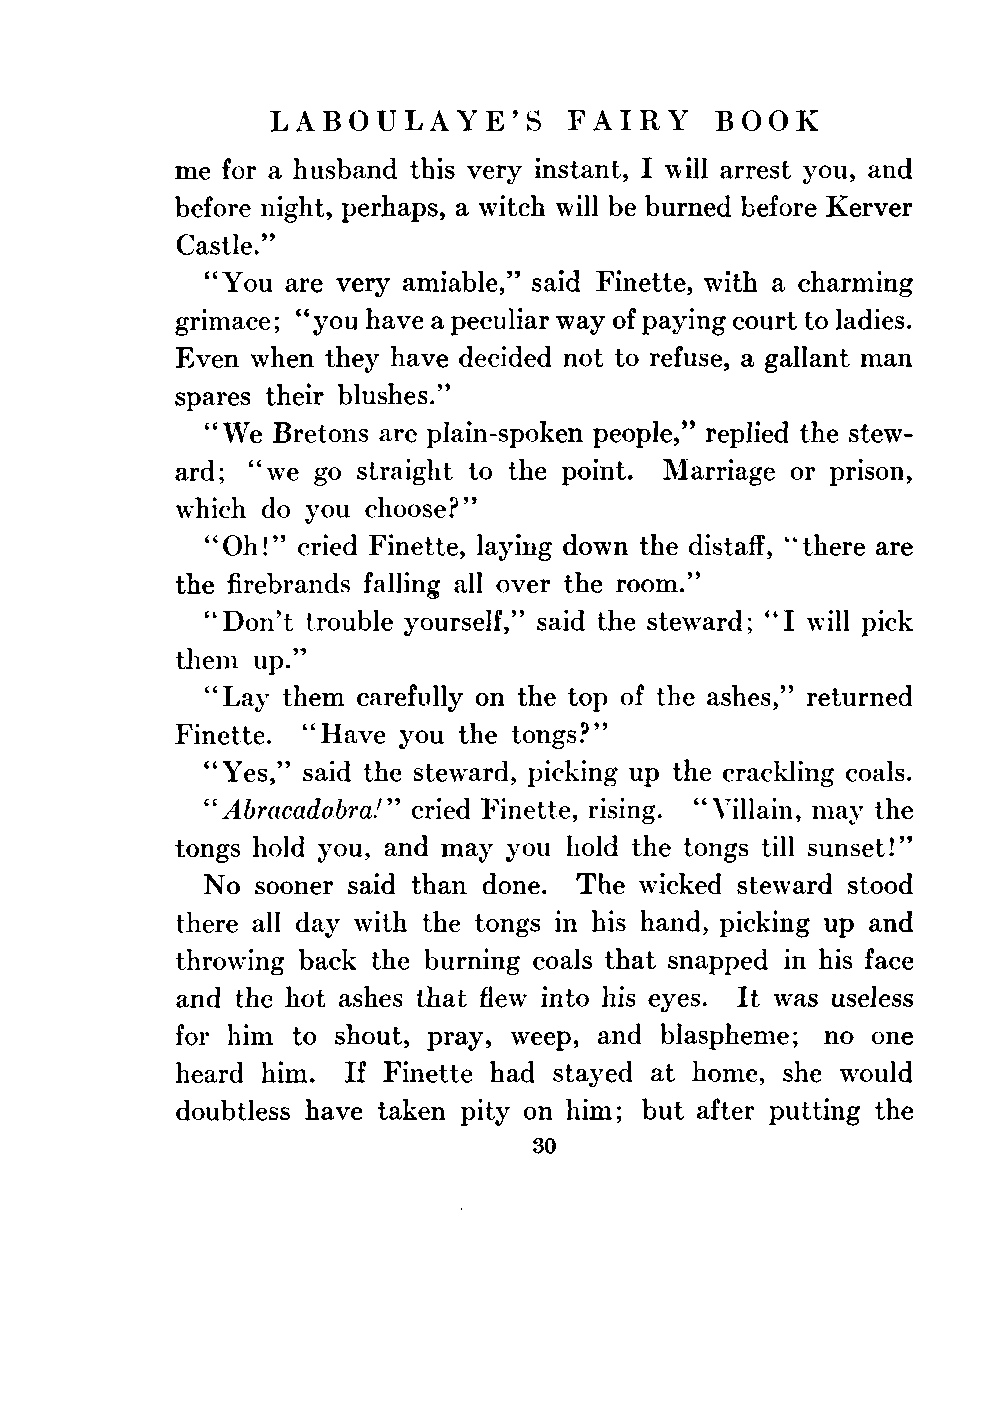 LABOULAYE'S FAIRY BOOK
me for a husband this very instant, I will arrest you, and
before night, perhaps, a witch will be burned before Kerver
Castle."
"You are very amiable," said Finette, with a charming
grimace; "you have a peculiar way of paying court to ladies.
Even when they have decided not to refuse, a gallant man
spares their blushes."
"We Bretons are plain-spoken people," replied the stew-
ard; "we go straight to the point. Marriage or prison,
which do you choose?"
"Oh!" cried Finette, laying down the distaff, "there are
the firebrands falling all over the room."
"Don't trouble yourself," said the steward; "I will pick
them up."
"Lay them carefully on the top of the ashes," returned
Finette. "Have you the tongs?"
"Yes," said the steward, picking up the crackling coals.
"Abracadabra!" cried Finette, rising. "Villain, may the
tongs hold you, and may you hold the tongs till sunset!"
No sooner said than done. The wicked steward stood
there all day with the tongs in his hand, picking up and
throwing back the burning coals that snapped in his face
and the hot ashes that flew into his eyes. It was useless
for him to shout, pray, weep, and blaspheme; no one
heard him. If Finette had stayed at home, she would
doubtless have taken pity on him; but after putting the
30